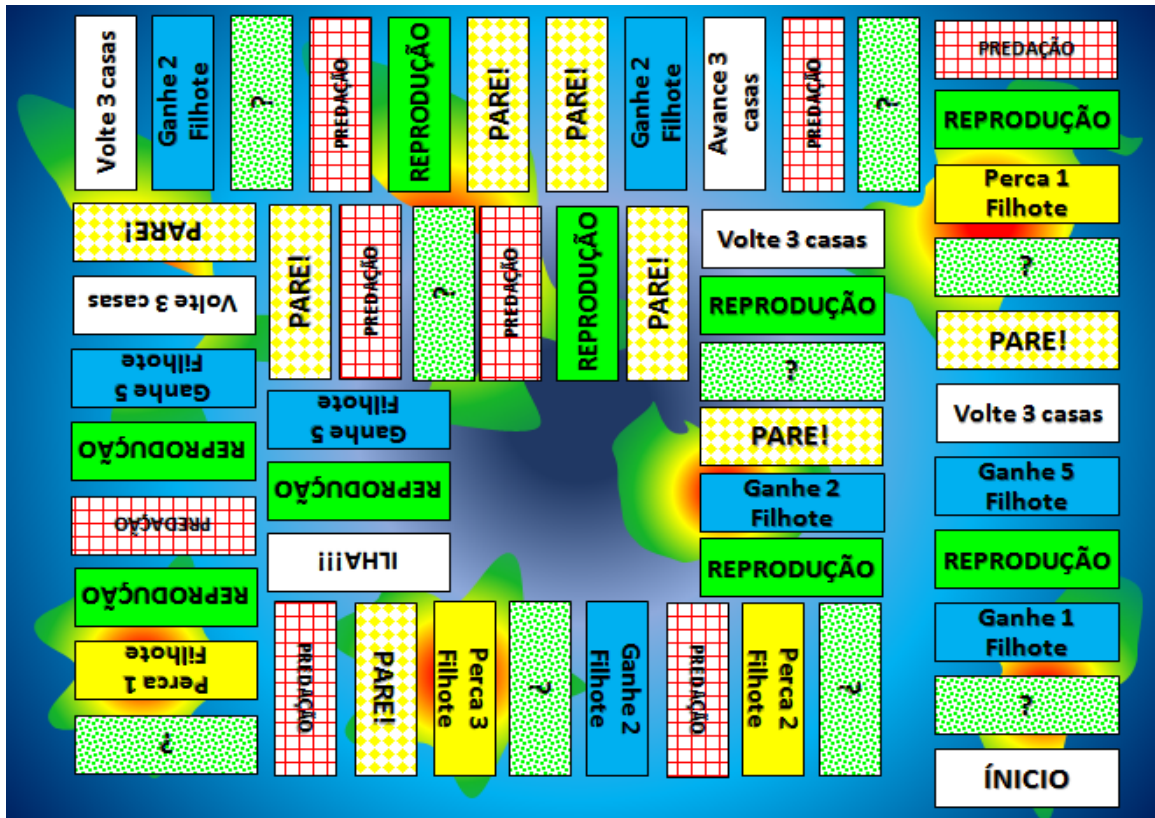 Volte 3 casas
Ganhe 2
Filhote
?
PREDAÇÃO
REPRODUÇÃO
PARE!
PARE!
Ganhe 2
Filhote
Avance 3
casas
PREDAÇÃO
?
PREDAÇÃO
REPRODUÇÃO
Perca 1
Filhote
?
PARE!
Volte 3 casas
Ganhe 5
Filhote
REPRODUÇÃO
Ganhe 1
Filhote
?
ÍNICIO
PARE!
Volte 3 casas
Ganhe 5
Filhote
REPRODUÇÃO
PREDAÇÃO
REPRODUÇÃO
Perca 1
Filhote
?
PARE!
PREDAÇÃO
?
PREDAÇÃO
REPRODUÇÃO
PARE!
Volte 3 casas
REPRODUÇÃO
?
PARE!
Ganhe 2
Filhote
REPRODUÇÃO
Ganhe 5
Filhote
REPRODUÇÃO
ILHA!!!
PREDAÇÃO
PARE!
Perca 3
Filhote
?
Ganhe 2
Filhote
PREDAÇÃO
Perca 2
Filhote
?